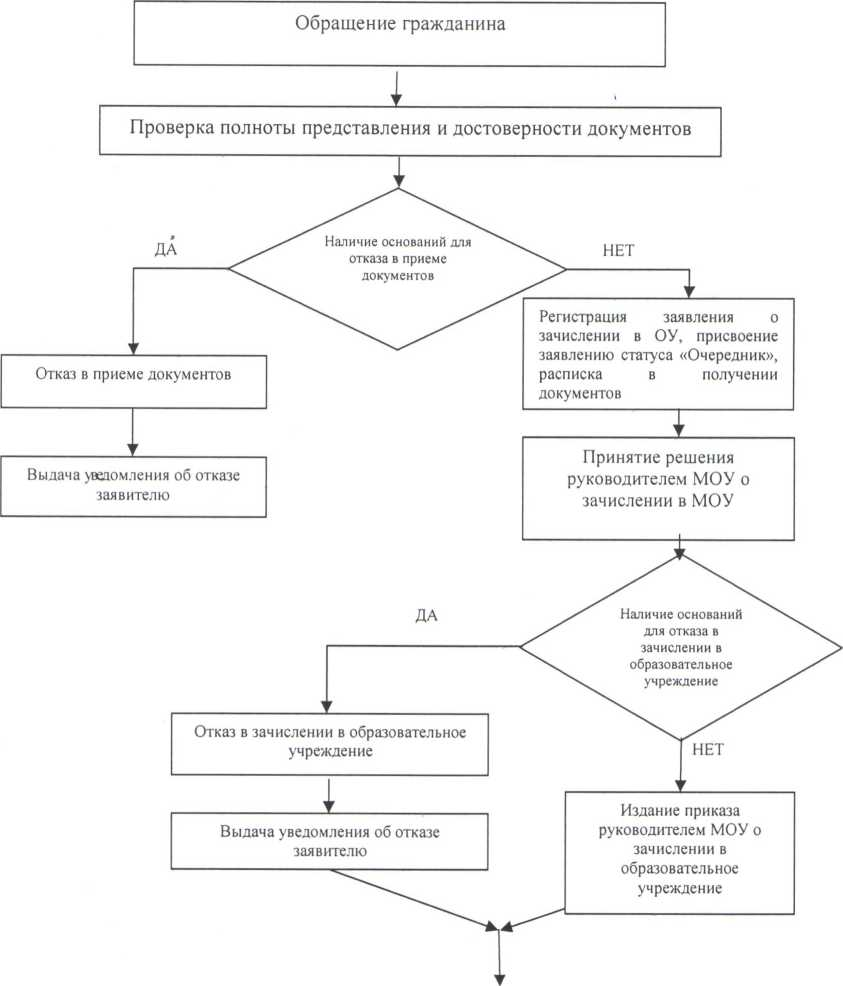 Обращение гражданина
Проверка полноты представления и достоверности документов
Наличие оснований для
отказа в приеме
документов
ДА
НЕТ
Регистрация заявления о
зачислении в ОУ, присвоение
заявлению статуса «Очередник»,
расписка в получении
документов
Отказ в приеме документов
Выдача уведомления об отказе
заявителю
Принятие решения
руководителем МОУ о
зачислении в МОУ
Наличие оснований
для отказа в
зачислении в
образовательное
учреждение
ДА
Отказ в зачислении в образовательное
учреждение
НЕТ
Выдача уведомления об отказе
заявителю
Издание приказа
руководителем МОУ о
зачислении в
образовательное
учреждение